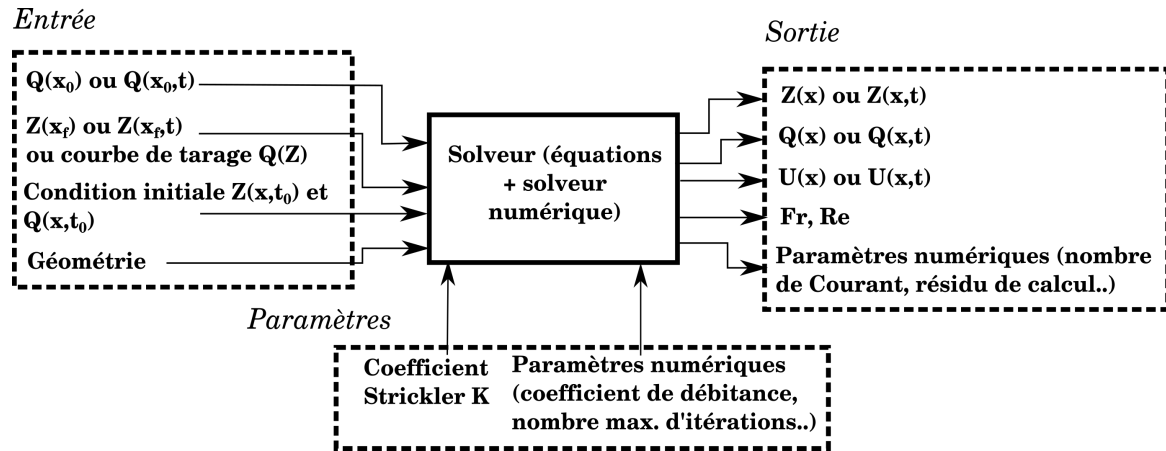 Entrée
Q(x₀) ou Q(x₀,t)
Z(x_f) ou Z(x_f,t)
ou courbe de tarage Q(Z)
Condition initiale Z(x,t₀) et
Q(x,t₀)
Géométrie
Solveur (équations
+ solveur
numérique)
Sortie
Z(x) ou Z(x,t)
Q(x) ou Q(x,t)
U(x) ou U(x,t)
Fr, Re
Paramètres numériques (nombre
de Courant, résidu de calcul..)
Paramètres
Coefficient
Strickler K
Paramètres numériques
(coefficient de débitance,
nombre max. d'itérations..)